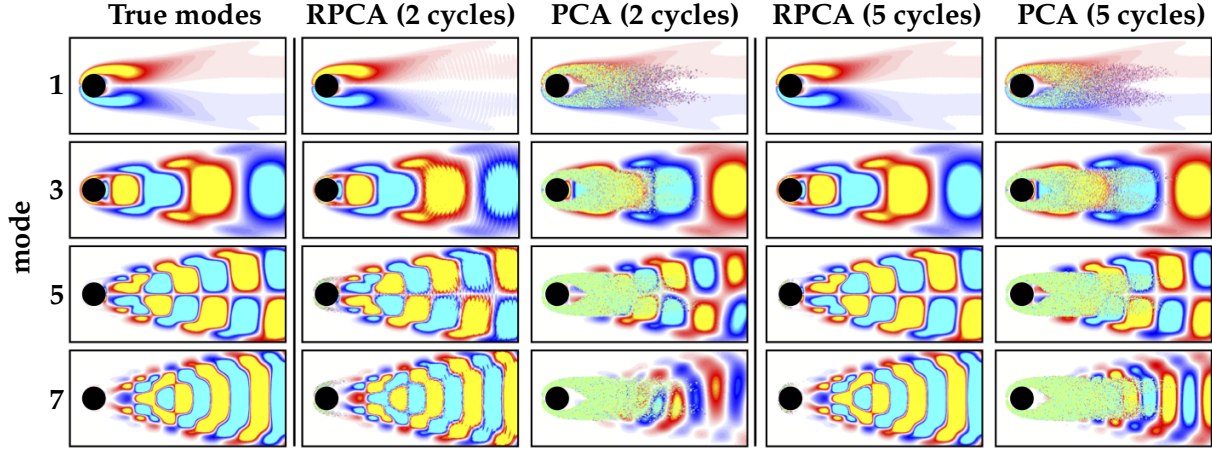 True modes RPCA (2 cycles) PCA (2 cycles) RPCA (5 cycles) PCA (5 cycles)
1
3
mode
5
7